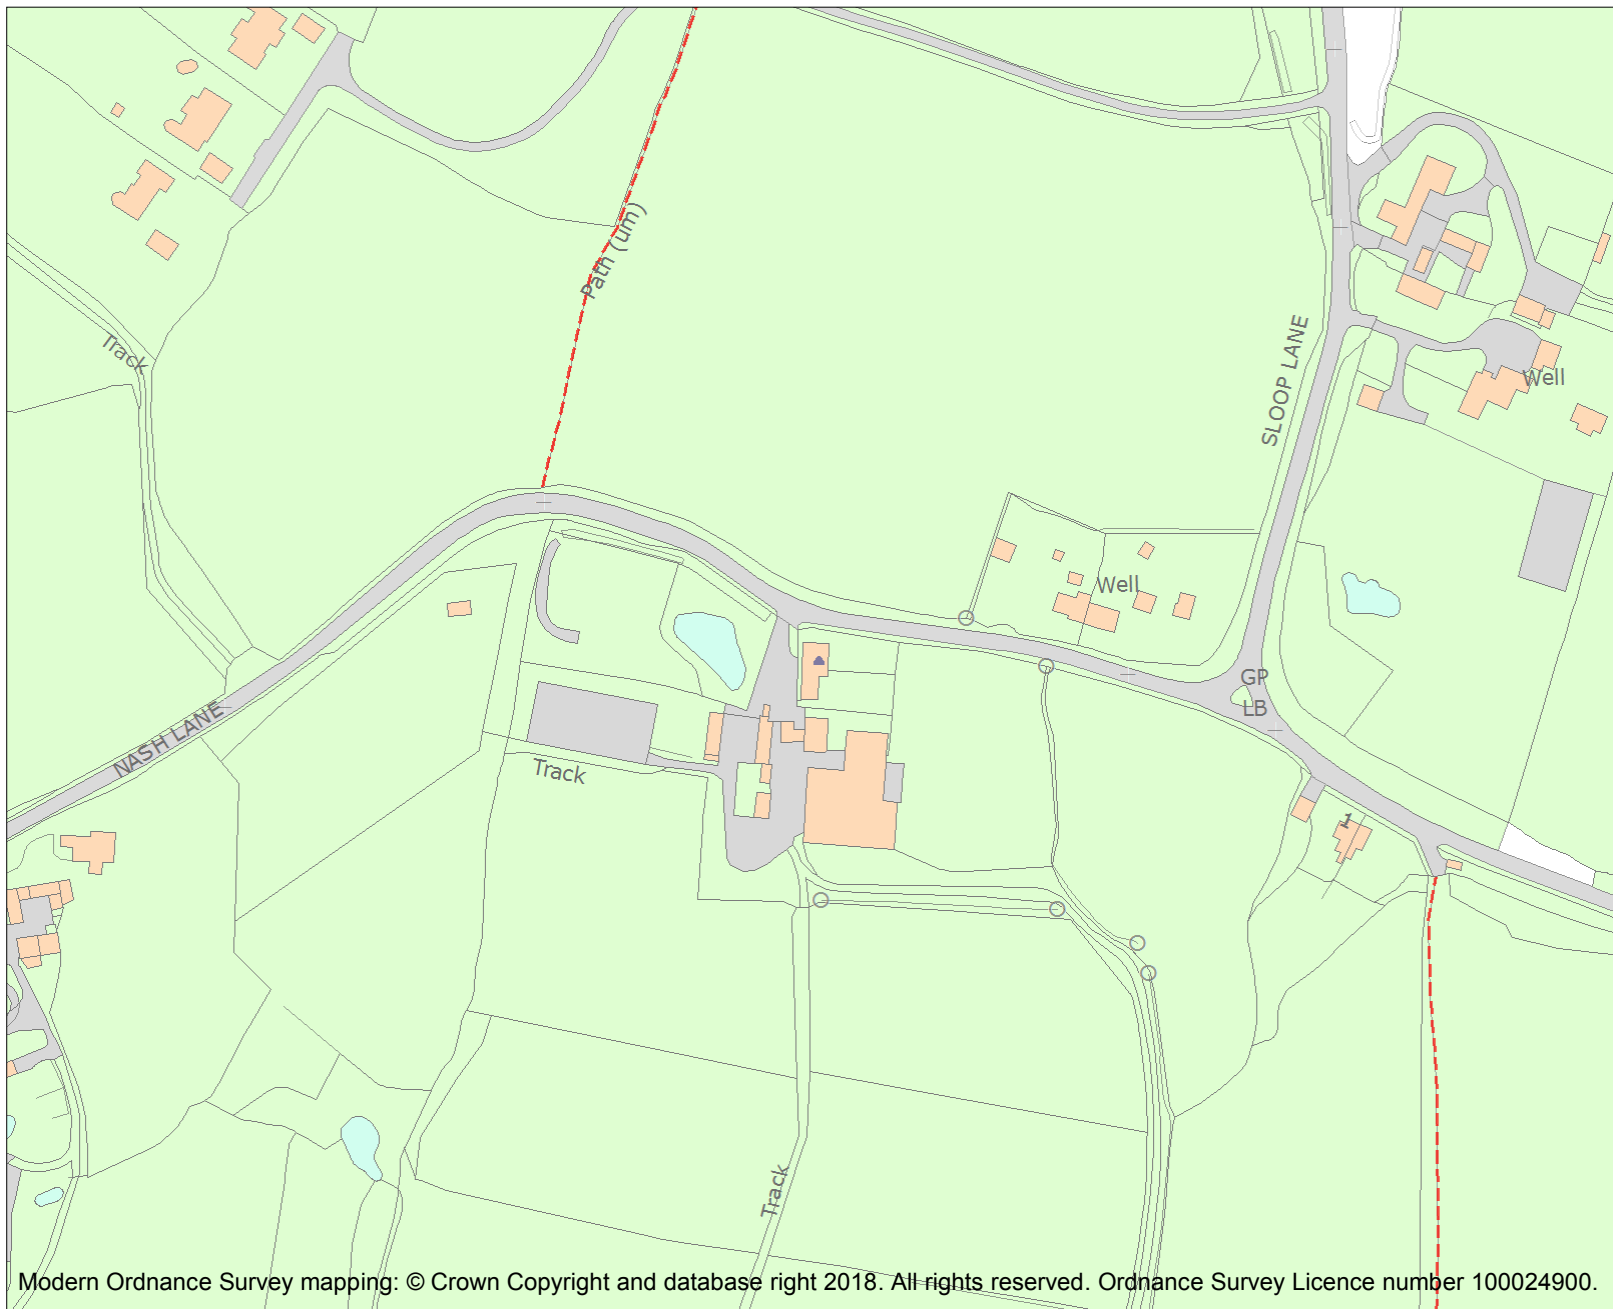 Path (um)
Track
SLOOP LANE
Well
Well
GP
LB
NASH LANE
Track
1
Track
Modern Ordnance Survey mapping: © Crown Copyright and database right 2018. All rights reserved. Ordnance Survey Licence number 100024900.